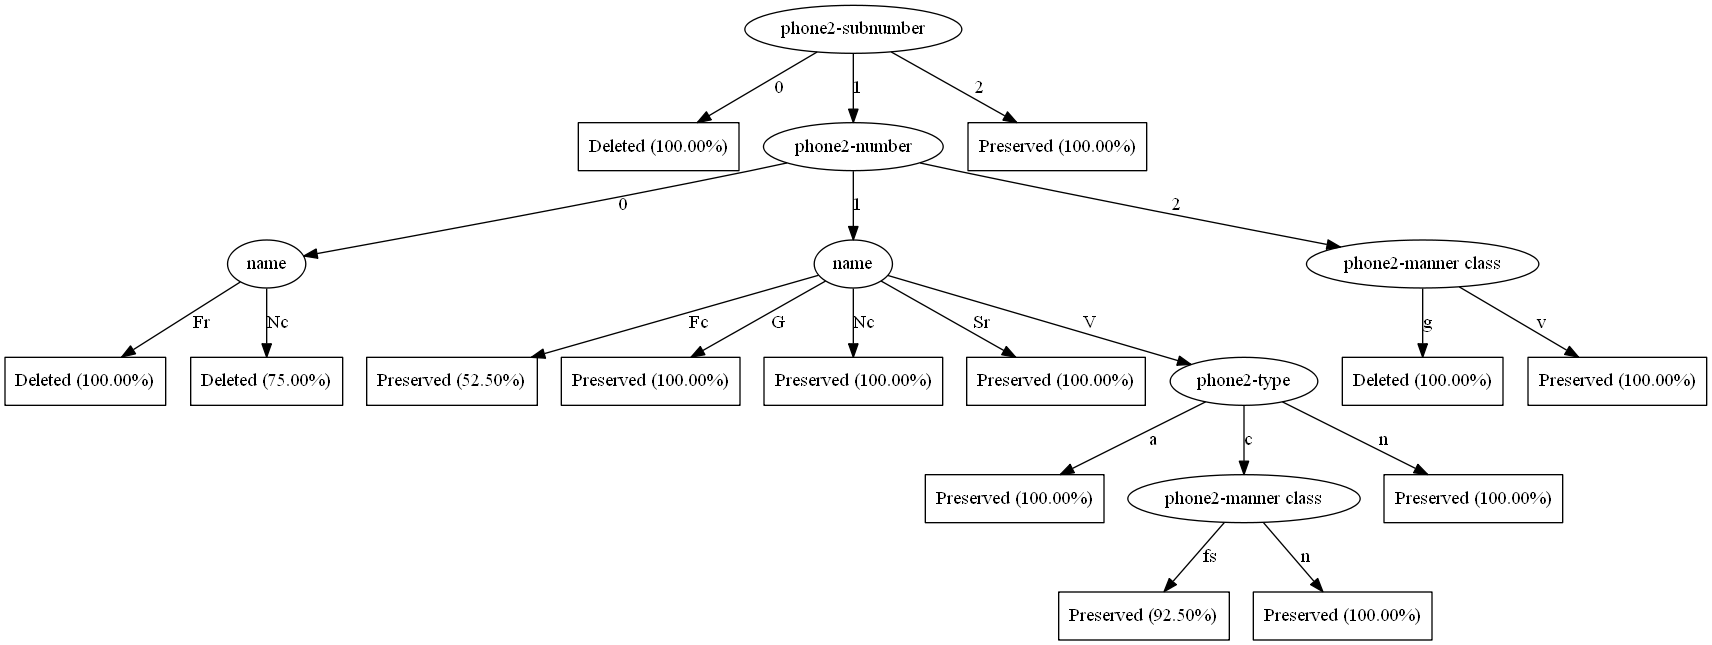 phone2-subnumber
0
1
2
Deleted (100.00%)
phone2-number
Preserved (100.00%)
0
1
2
name
name
phone2-manner class
Fr
Nc
Fc
G
Nc
Sr
V
g
v
Deleted (100.00%)
Deleted (75.00%)
Preserved (52.50%)
Preserved (100.00%)
Preserved (100.00%)
Preserved (100.00%)
phone2-type
Deleted (100.00%)
Preserved (100.00%)
a
c
n
Preserved (100.00%)
phone2-manner class
Preserved (100.00%)
fs
n
Preserved (92.50%)
Preserved (100.00%)